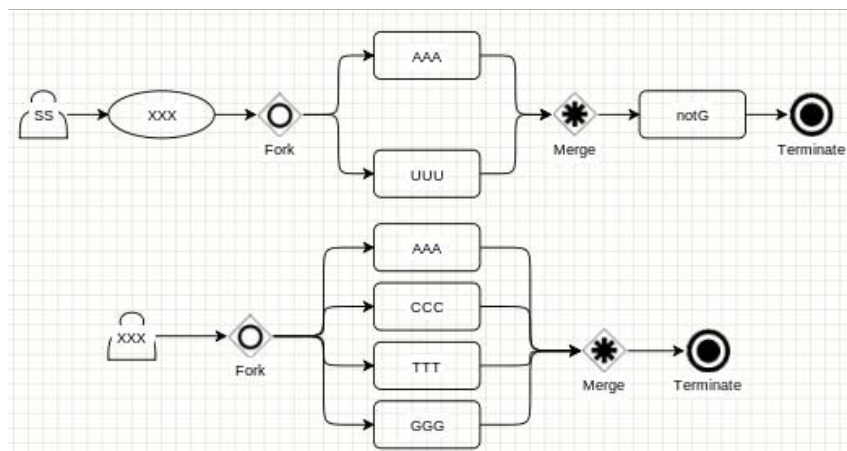 AAA
SS
XXX
Fork
UUU
Merge
notG
Terminate
AAA
XXX
Fork
CCC
TTT
GGG
Merge
Terminate